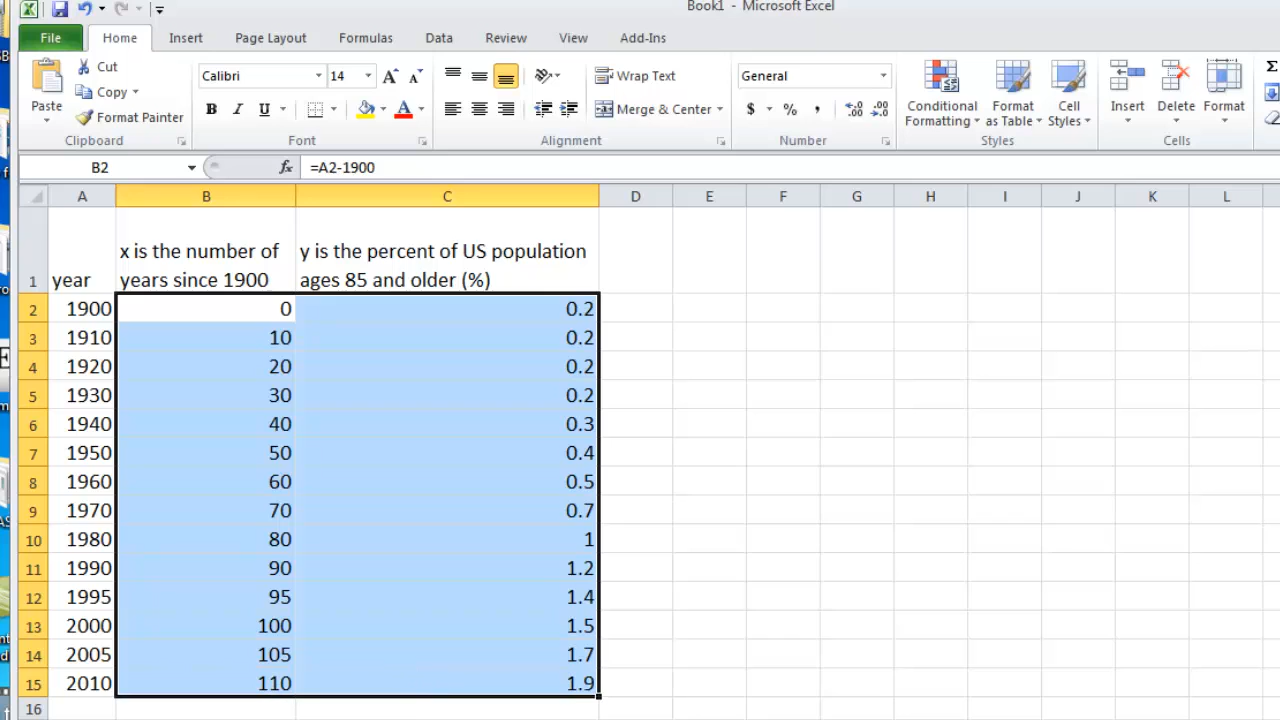 Book1 - Microsoft Excel
File Home Insert Page Layout Formulas Data Review View Add-Ins
Paste
Cut
Copy
Format Painter
Clipboard
Calibri 14
B I U
Font
Wrap Text
Merge & Center
Alignment
General
$ % ,
Number
Conditional Formatting
Format as Table
Cell Styles
Styles
Insert Delete Format
Cells
B2 fx =A2-1900
A B C D E F G H I J K L
x is the number of y is the percent of US population
1 year years since 1900 ages 85 and older (%)
2 1900 0 0.2
3 1910 10 0.2
4 1920 20 0.2
5 1930 30 0.2
6 1940 40 0.3
7 1950 50 0.4
8 1960 60 0.5
9 1970 70 0.7
10 1980 80 1
11 1990 90 1.2
12 1995 95 1.4
13 2000 100 1.5
14 2005 105 1.7
15 2010 110 1.9
16